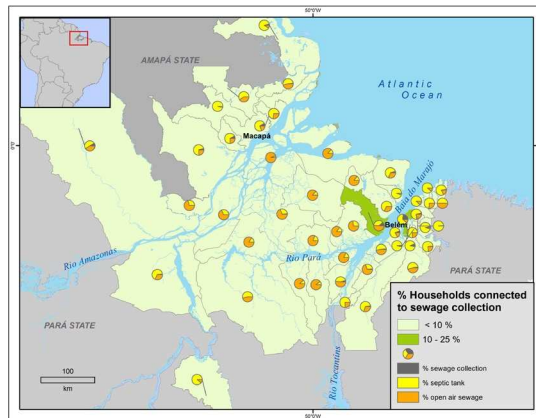 50°0'W
AMAPÁ STATE
Atlantic
Ocean
Macapá
0°
Baía do Marajó
Belém
Rio Amazonas
Rio Pará
PARÁ STATE
PARÁ STATE
Rio Tocantins
100
km
50°0'W
% Households connected
to sewage collection
< 10 %
10 - 25 %
% sewage collection
% septic tank
% open air sewage